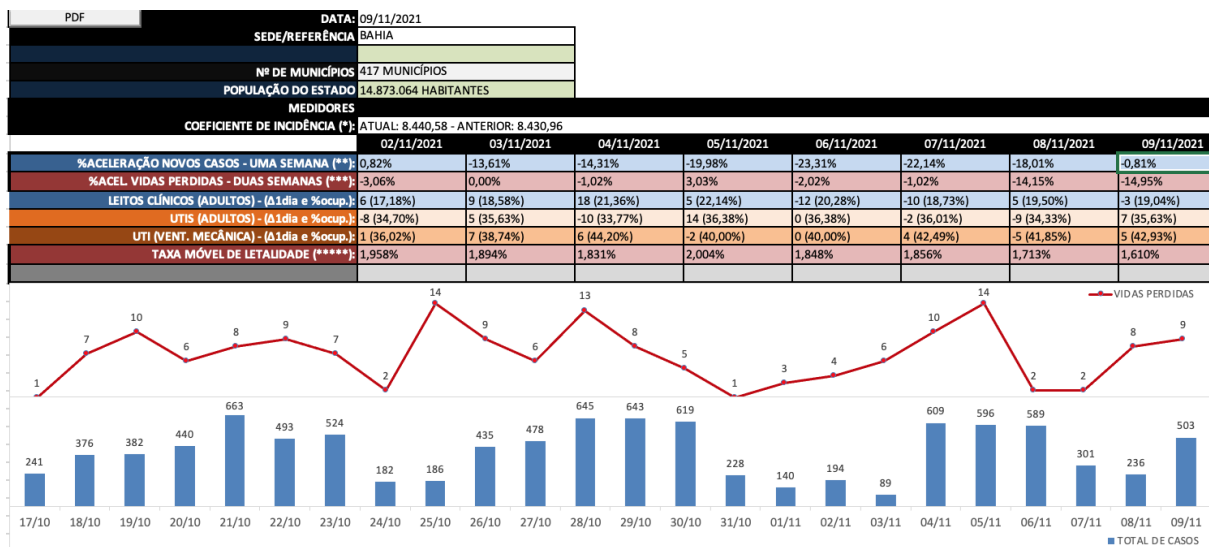 PDF DATA: 09/11/2021
SEDE/REFERÊNCIA BAHIA
Nº DE MUNICÍPIOS 417 MUNICÍPIOS
POPULAÇÃO DO ESTADO 14.873.064 HABITANTES
MEDIDORES
COEFICIENTE DE INCIDÊNCIA (*): ATUAL: 8.440,58 - ANTERIOR: 8.430,96
02/11/2021 03/11/2021 04/11/2021 05/11/2021 06/11/2021 07/11/2021 08/11/2021 09/11/2021
%ACELERAÇÃO NOVOS CASOS - UMA SEMANA (**): 0,82% -13,61% -14,31% -19,98% -23,31% -22,14% -18,01% -0,81%
%ACEL. VIDAS PERDIDAS - DUAS SEMANAS (***): -3,06% 0,00% -1,02% 3,03% -2,02% -1,02% -14,15% -14,95%
LEITOS CLÍNICOS (ADULTOS) - (Δ1dia e %ocup.): 6 (17,18%) 9 (18,58%) 18 (21,36%) 5 (22,14%) -12 (20,28%) -10 (18,73%) 5 (19,50%) -3 (19,04%)
UTIS (ADULTOS) - (Δ1dia e %ocup.): -8 (34,70%) 5 (35,63%) -10 (33,77%) 14 (36,38%) 0 (36,38%) -2 (36,01%) -9 (34,33%) 7 (35,63%)
UTI (VENT. MECÂNICA) - (Δ1dia e %ocup.): 1 (36,02%) 7 (38,74%) 6 (44,20%) -2 (40,00%) 0 (40,00%) 4 (42,49%) -5 (41,85%) 5 (42,93%)
TAXA MÓVEL DE LETALIDADE (*****): 1,958% 1,894% 1,831% 2,004% 1,848% 1,856% 1,713% 1,610%
VIDAS PERDIDAS
1 7 10 6 8 9 7 2 14 9 6 13 8 5 1 3 4 6 10 14 2 2 8 9
241 376 382 440 663 493 524 182 186 435 478 645 643 619 228 140 194 89 609 596 589 301 236 503
17/10 18/10 19/10 20/10 21/10 22/10 23/10 24/10 25/10 26/10 27/10 28/10 29/10 30/10 31/10 01/11 02/11 03/11 04/11 05/11 06/11 07/11 08/11 09/11
TOTAL DE CASOS